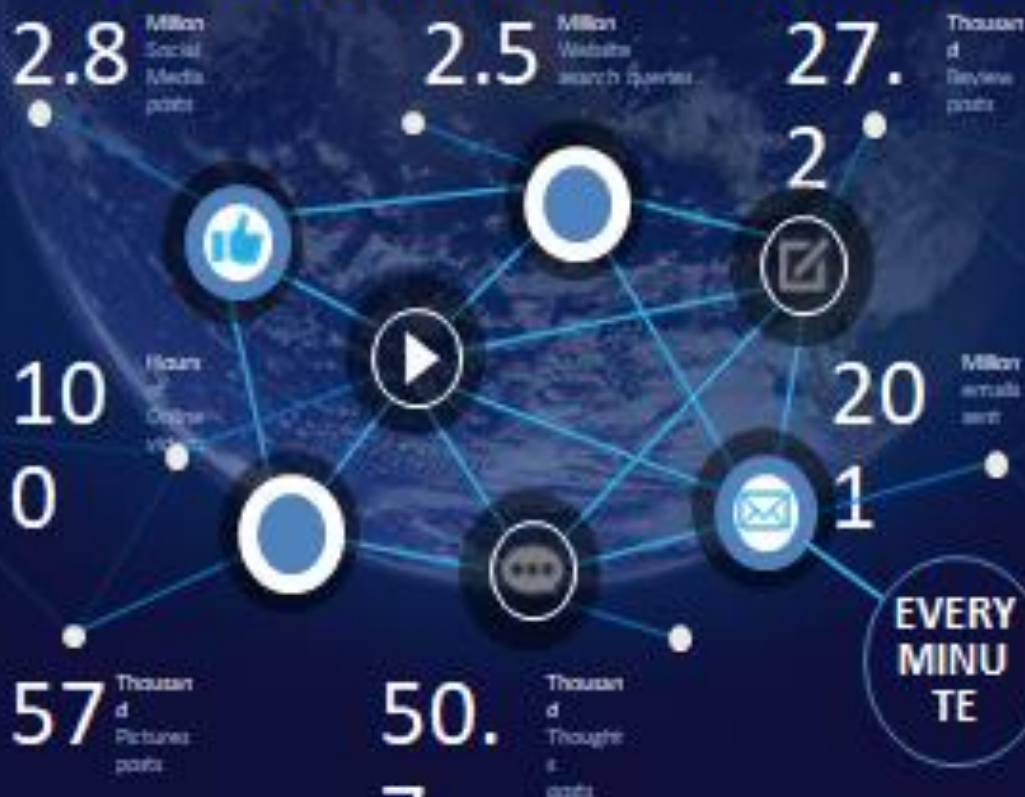 2.8
Million
Social
Media
posts
2.5
Million
Website
search queries
27.
2
Thousan
d
Review
posts
10
0
Hours
Online
20
1
Million
emails
sent
57
Thousan
d
Pictures
posts
50.
7
Thousan
d
Thought
s
posts
EVERY
MINU
TE